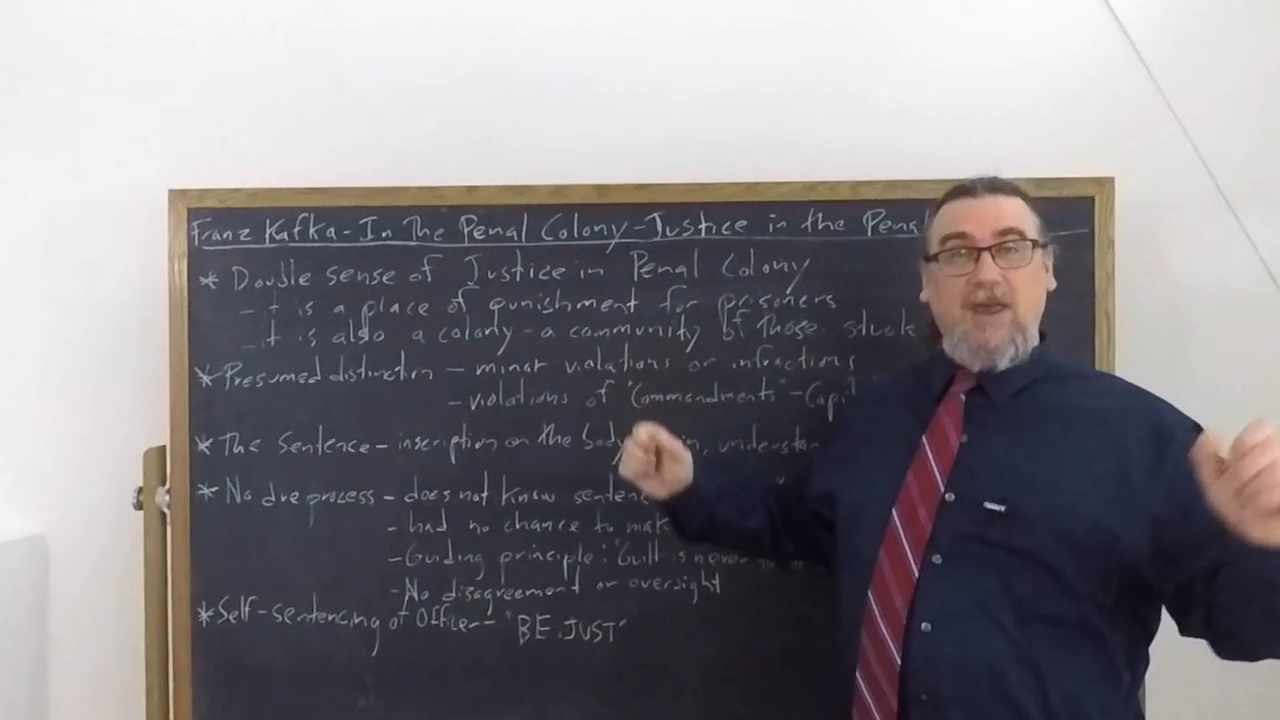 Franz Kafka - In The Penal Colony - Justice in the Penal
* Double sense of Justice in Penal Colony
- it is a place of punishment for prisoners
- it is also a colony - a community of those stuck
* Presumed distinction - minor violations or infractions
- violations of "Commandments" - Capi
* The Sentence - inscription on the body in, understan
* No due process - does not know senten
- had no chance to mak
- Guiding principle: "Guilt is never to
- No disagreement or oversight
* Self-sentencing of Officer - "BE JUST"